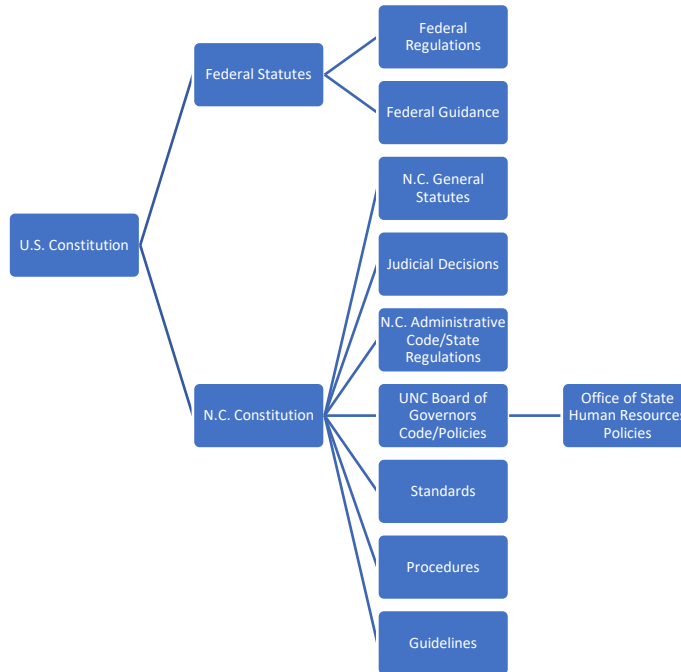 Federal
Regulations
Federal Statutes
Federal Guidance
N.C. General
Statutes
U.S. Constitution
Judicial Decisions
N.C. Administrative
Code/State
Regulations
N.C. Constitution
UNC Board of
Governors
Code/Policies
Office of State
Human Resources
Policies
Standards
Procedures
Guidelines